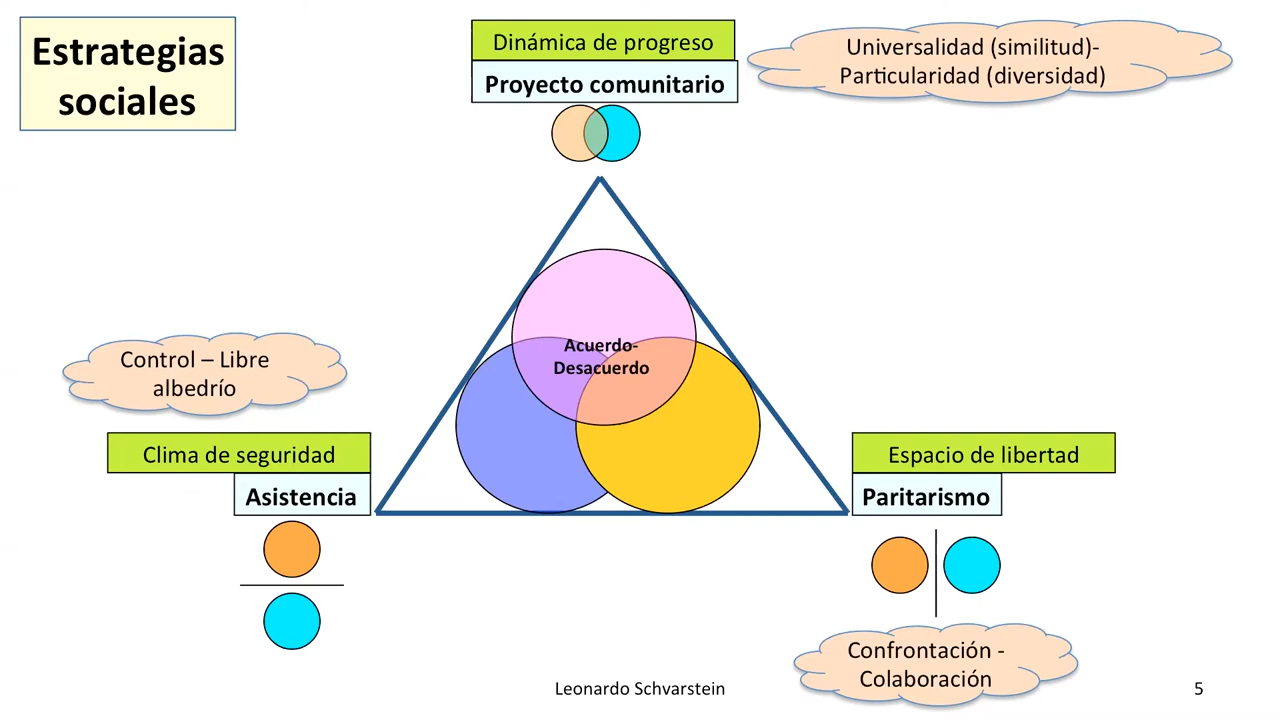 Estrategias
sociales
Dinámica de progreso
Proyecto comunitario
Universalidad (similitud)-
Particularidad (diversidad)
Acuerdo-
Desacuerdo
Control – Libre
albedrío
Clima de seguridad
Asistencia
Espacio de libertad
Paritarismo
Confrontación -
Colaboración
Leonardo Schvarstein
5